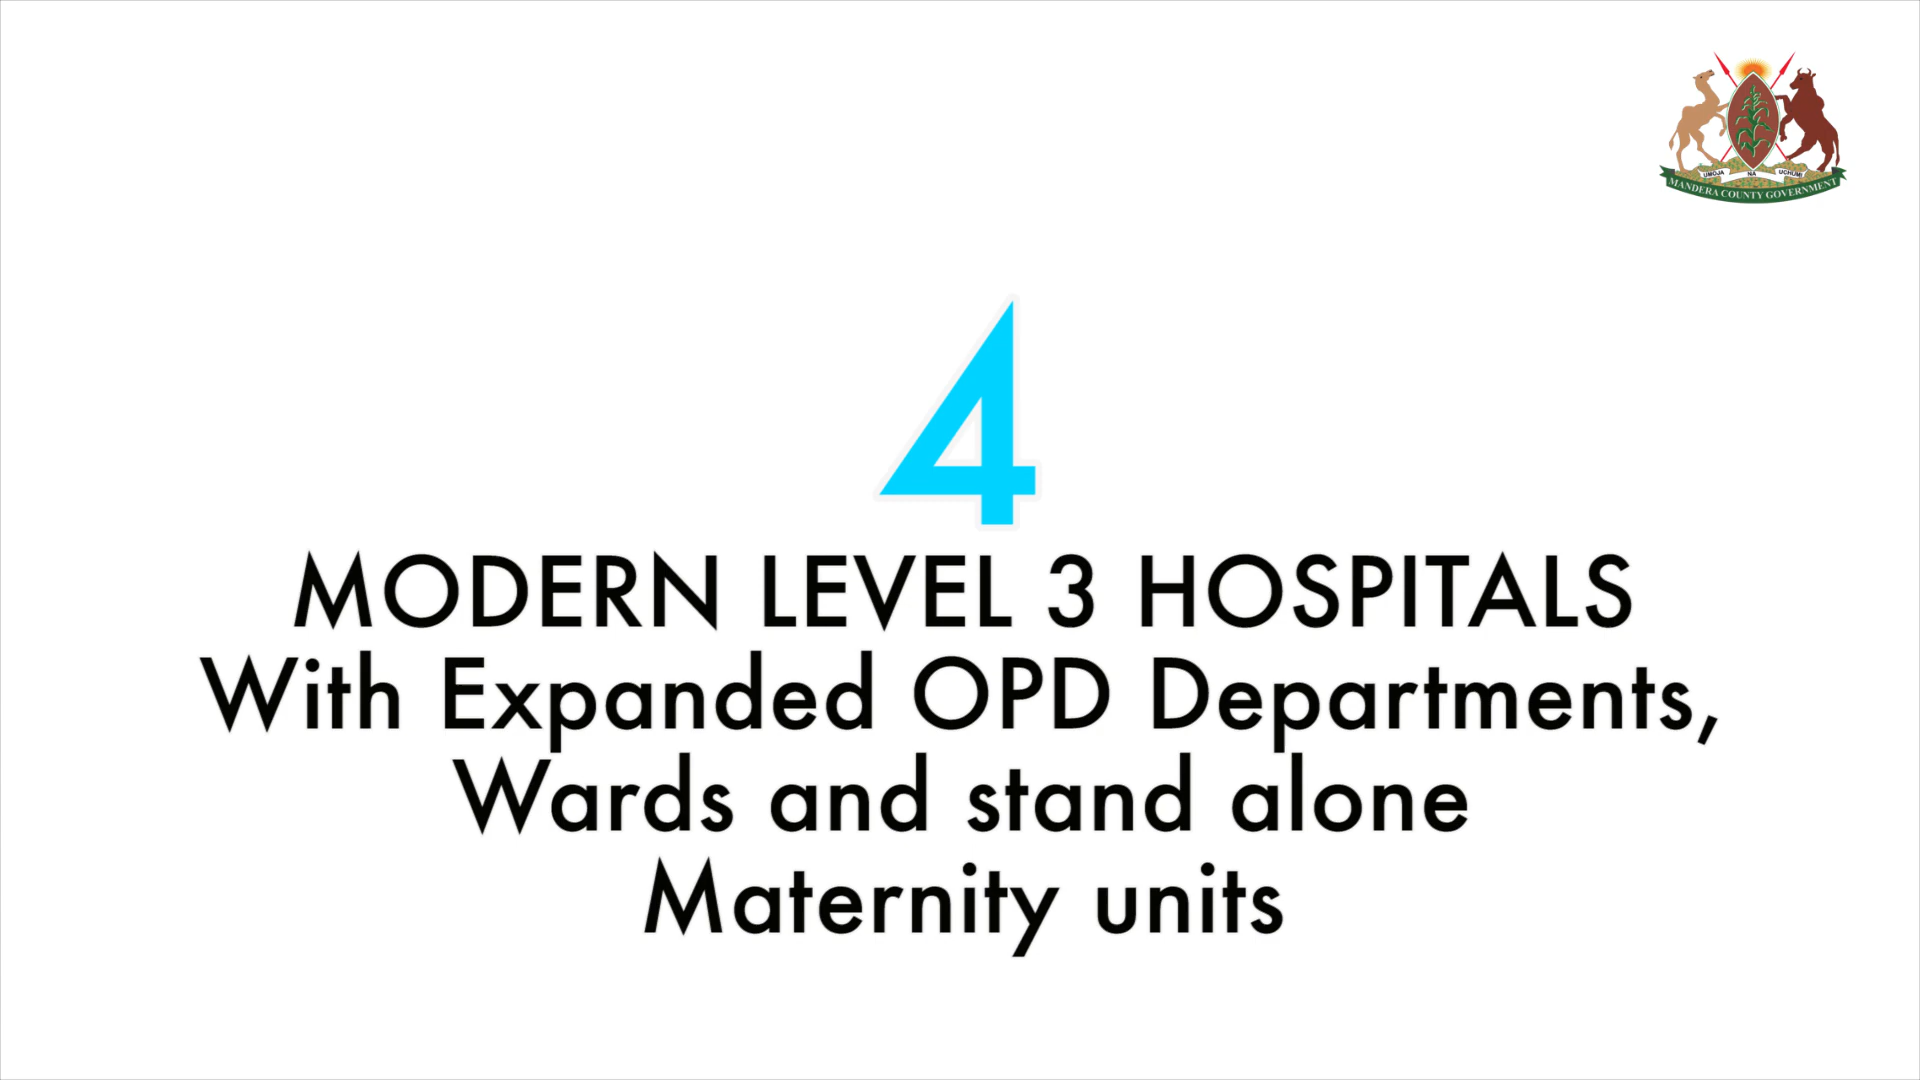 UMOJA NA UCHUMI
MANDERA COUNTY GOVERNMENT
4
MODERN LEVEL 3 HOSPITALS
With Expanded OPD Departments,
Wards and stand alone
Maternity units